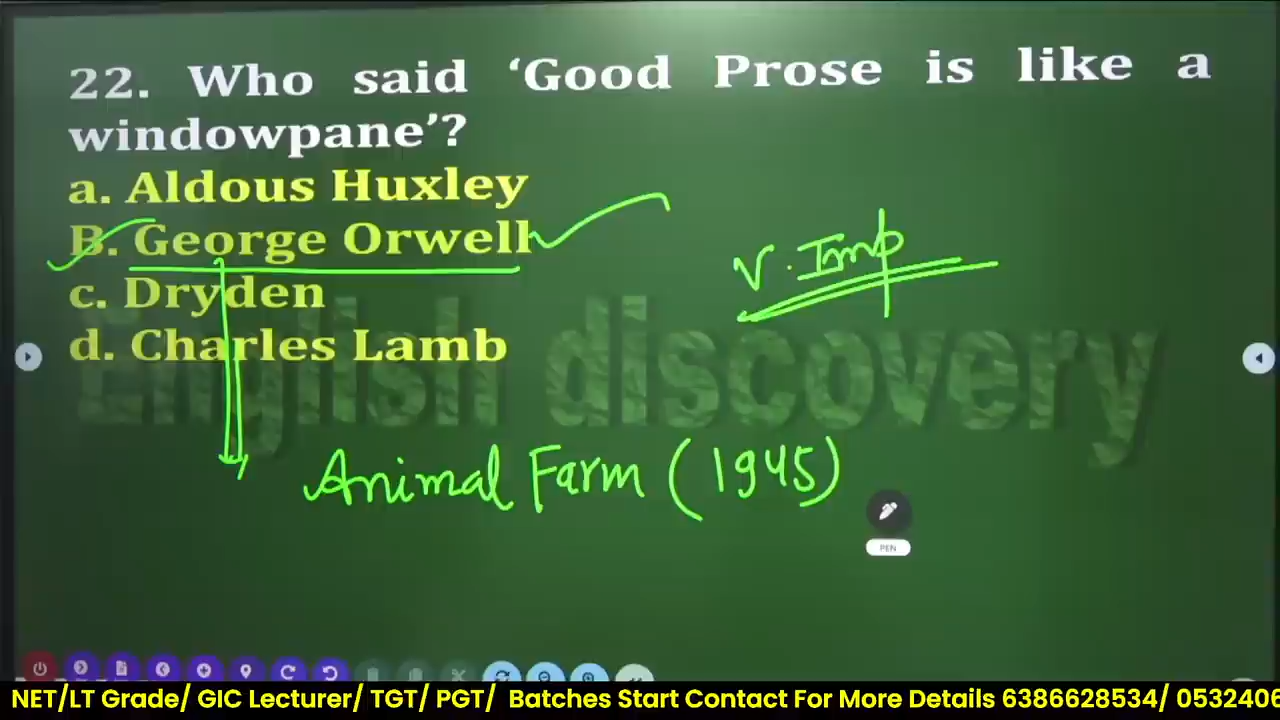 22. Who said ‘Good Prose is like a
windowpane’?
a. Aldous Huxley
B. George Orwell
c. Dryden
d. Charles Lamb
V. Imp
English discovery
Animal Farm (1945)
PEN
NET/LT Grade/ GIC Lecturer/ TGT/ PGT/ Batches Start Contact For More Details 6386628534/ 0532406